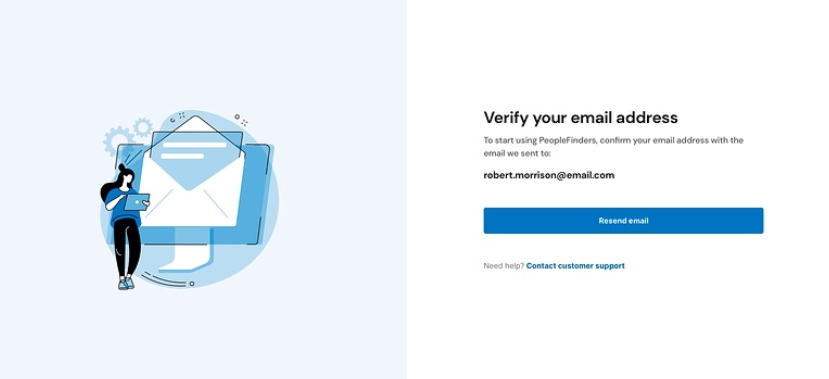 Verify your email address
To start using PeopleFinders, confirm your email address with the
email we sent to:
robert.morrison@email.com
Resend email
Need help? Contact customer support